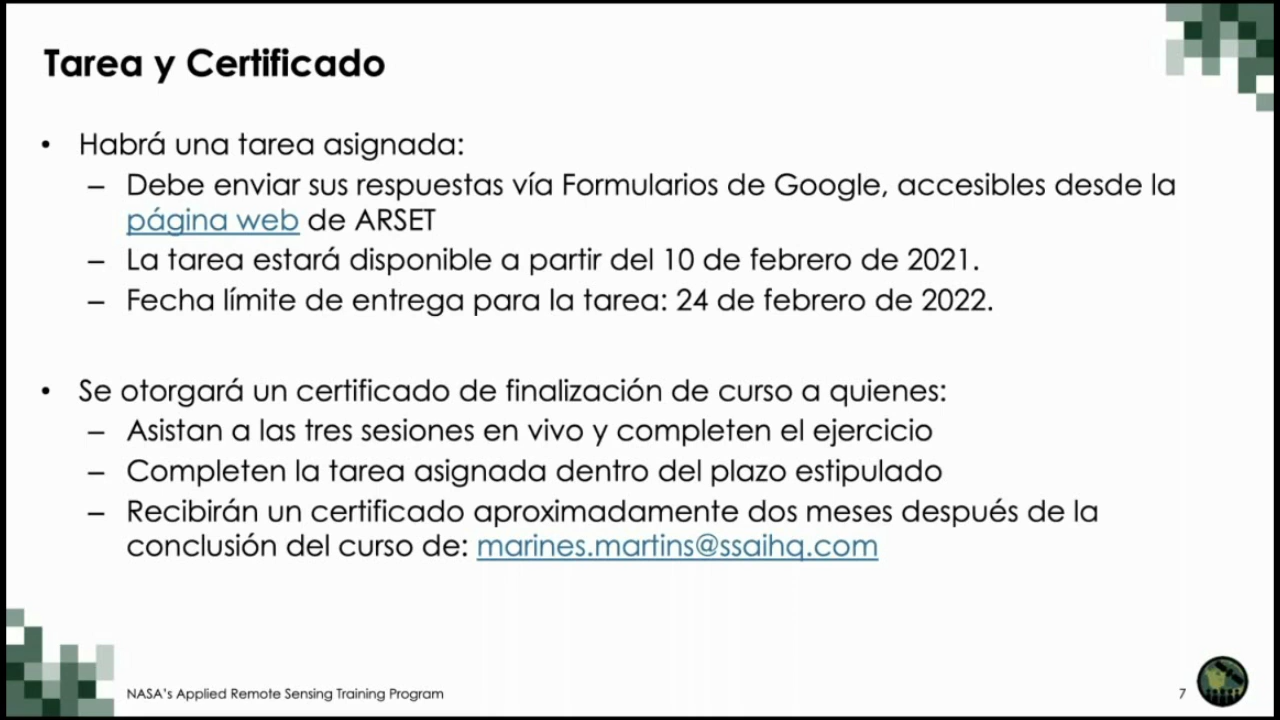 Tarea y Certificado
• Habrá una tarea asignada:
– Debe enviar sus respuestas vía Formularios de Google, accesibles desde la
página web de ARSET
– La tarea estará disponible a partir del 10 de febrero de 2021.
– Fecha límite de entrega para la tarea: 24 de febrero de 2022.
• Se otorgará un certificado de finalización de curso a quienes:
– Asistan a las tres sesiones en vivo y completen el ejercicio
– Completen la tarea asignada dentro del plazo estipulado
– Recibirán un certificado aproximadamente dos meses después de la
conclusión del curso de: marines.martins@ssaihq.com
NASA's Applied Remote Sensing Training Program
7